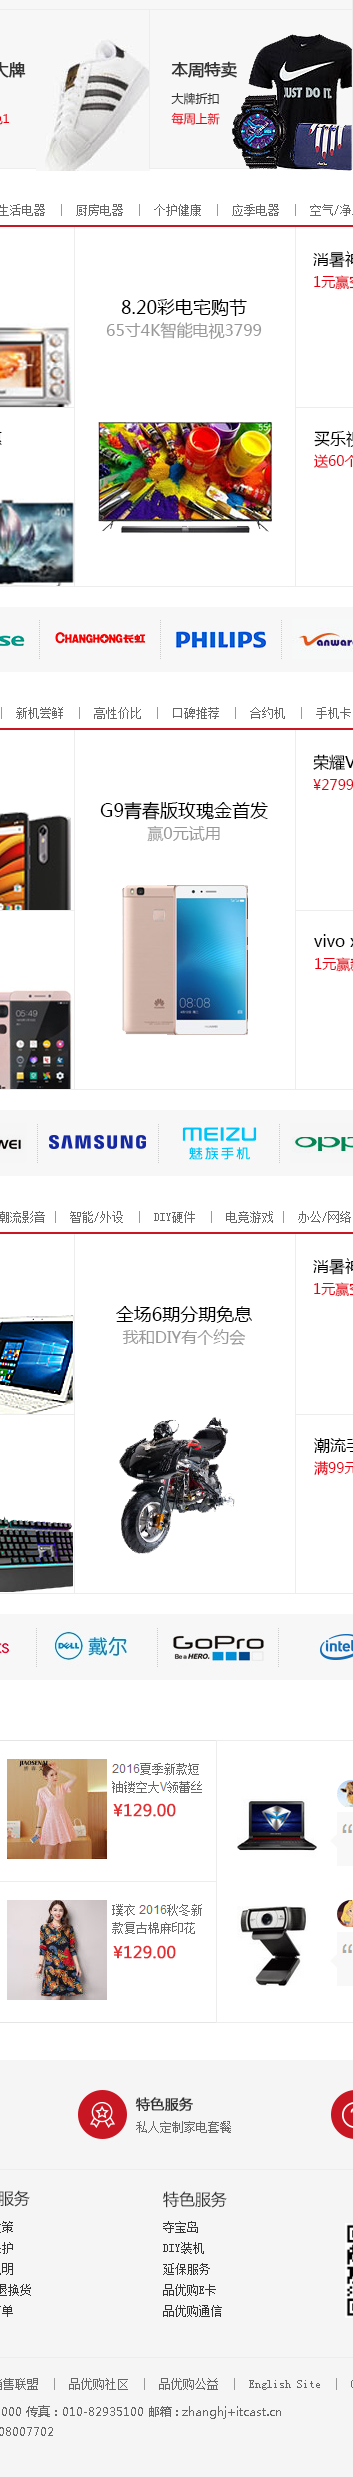 大牌
1
本周特卖
大牌折扣
每周上新
JUST DO IT.
生活电器 | 厨房电器 | 个护健康 | 应季电器 | 空气/净
消暑神
1元赢
8.20彩电宅购节
65寸4K智能电视3799
40"
55"
买乐视
送60个
se
CHANGHONG长虹
PHILIPS
Vanwar
| 新机尝鲜 | 高性价比 | 口碑推荐 | 合约机 | 手机卡
荣耀V
¥2799
G9青春版玫瑰金首发
赢0元试用
08:08
HUAWEI
06:49
vivo x
1元赢
WEI
SAMSUNG
MEIZU
魅族手机
OPP
潮流影音 | 智能/外设 | DIY硬件 | 电竞游戏 | 办公/网络
消暑神
1元赢
全场6期分期免息
我和DIY有个约会
潮流手
满99元
KS
DELL 戴尔
GoPro
Be a HERO.
intel
JIAOSENAI
2016夏季新款短
袖镂空大V领蕾丝
¥129.00
璞衣 2016秋冬新
款复古棉麻印花
¥129.00
“
“
特色服务
私人定制家电套餐
服务
策
护
明
退换货
单
特色服务
夺宝岛
DIY装机
延保服务
品优购E卡
品优购通信
销售联盟 | 品优购社区 | 品优购公益 | English Site | C
000 传真：010-82935100 邮箱：zhanghj+itcast.cn
08007702